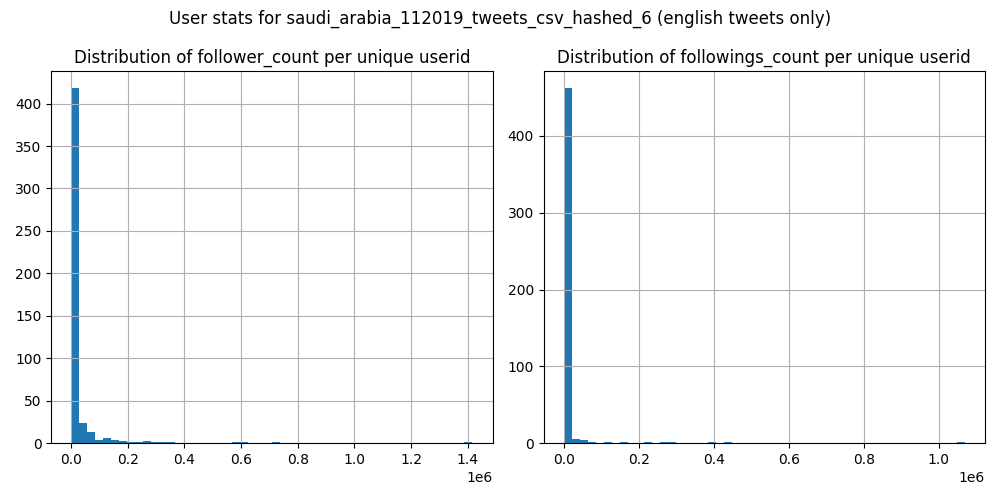 User stats for saudi_arabia_112019_tweets_csv_hashed_6 (english tweets only)
Distribution of follower_count per unique userid
400
350
300
250
200
150
100
50
0
0.0 0.2 0.4 0.6 0.8 1.0 1.2 1.4
1e6
Distribution of followings_count per unique userid
400
300
200
100
0
0.0 0.2 0.4 0.6 0.8 1.0
1e6